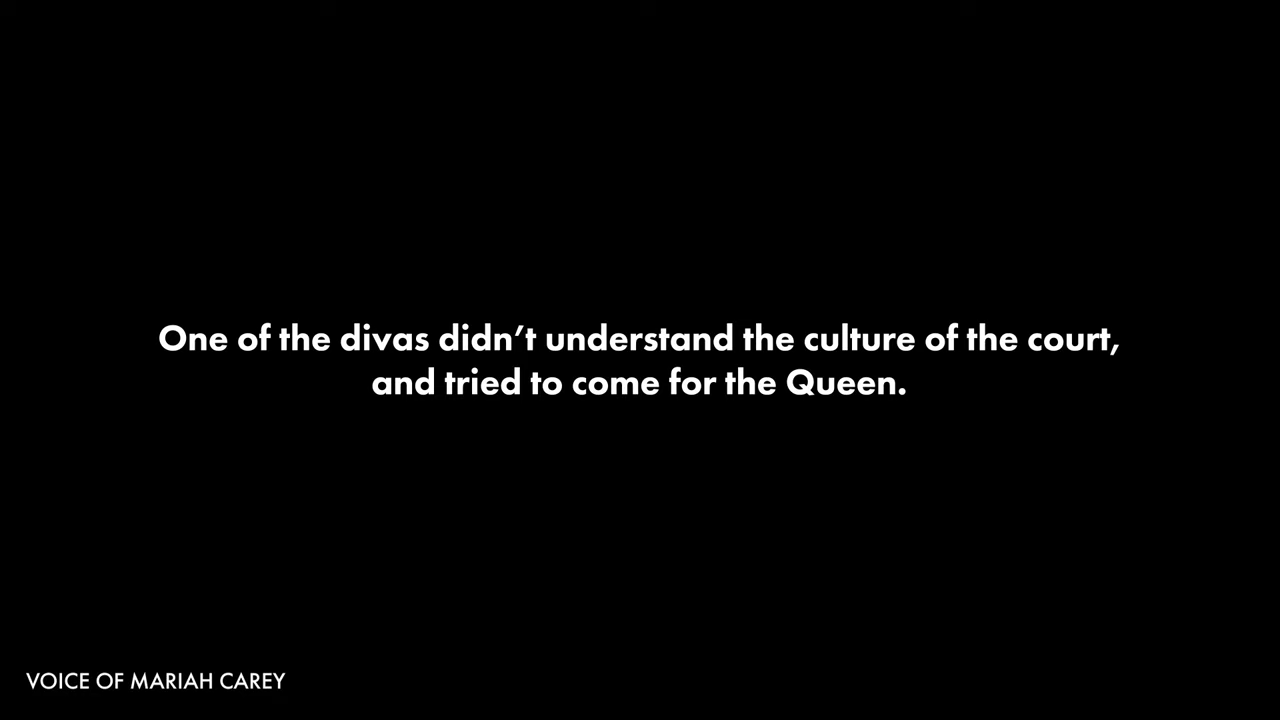 One of the divas didn’t understand the culture of the court,
and tried to come for the Queen.
VOICE OF MARIAH CAREY